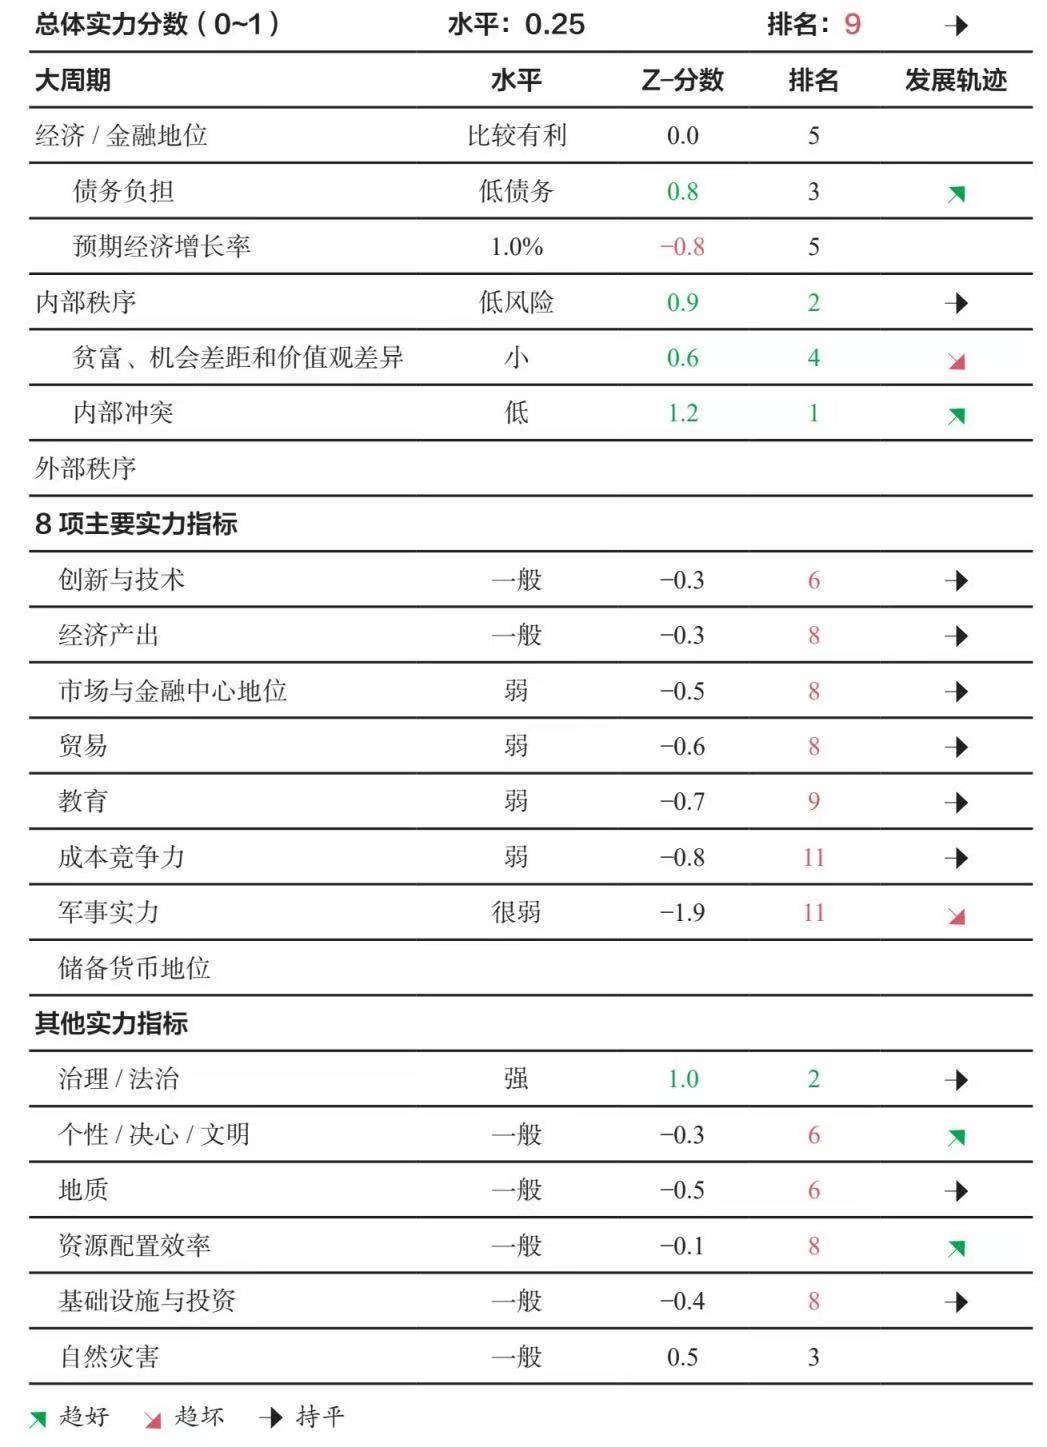 总体实力分数（0~1） 水平：0.25 排名：9
大周期 水平 Z-分数 排名 发展轨迹
经济 / 金融地位 比较有利 0.0 5
债务负担 低债务 0.8 3
预期经济增长率 1.0% −0.8 5
内部秩序 低风险 0.9 2
贫富、机会差距和价值观差异 小 0.6 4
内部冲突 低 1.2 1
外部秩序
8 项主要实力指标
创新与技术 一般 −0.3 6
经济产出 一般 −0.3 8
市场与金融中心地位 弱 −0.5 8
贸易 弱 −0.6 8
教育 弱 −0.7 9
成本竞争力 弱 −0.8 11
军事实力 很弱 −1.9 11
储备货币地位
其他实力指标
治理 / 法治 强 1.0 2
个性 / 决心 / 文明 一般 −0.3 6
地质 一般 −0.5 6
资源配置效率 一般 −0.1 8
基础设施与投资 一般 −0.4 8
自然灾害 一般 0.5 3
趋好 趋坏 持平